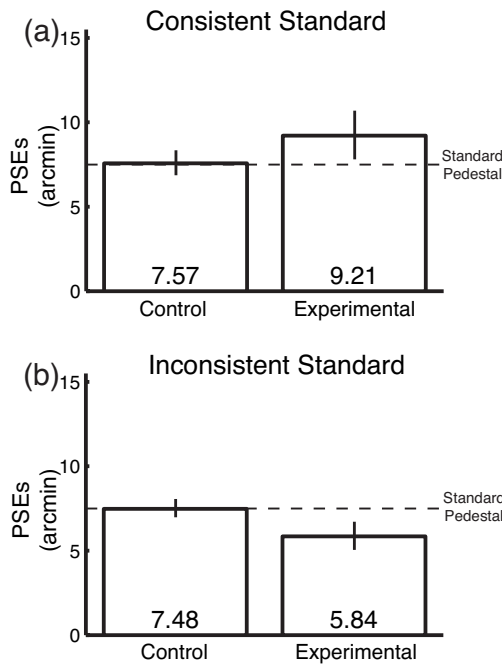 (a) Consistent Standard
15
10
5
0
PSEs
(arcmin)
Standard
Pedestal
7.57
9.21
Control
Experimental
(b) Inconsistent Standard
15
10
5
0
PSEs
(arcmin)
Standard
Pedestal
7.48
5.84
Control
Experimental